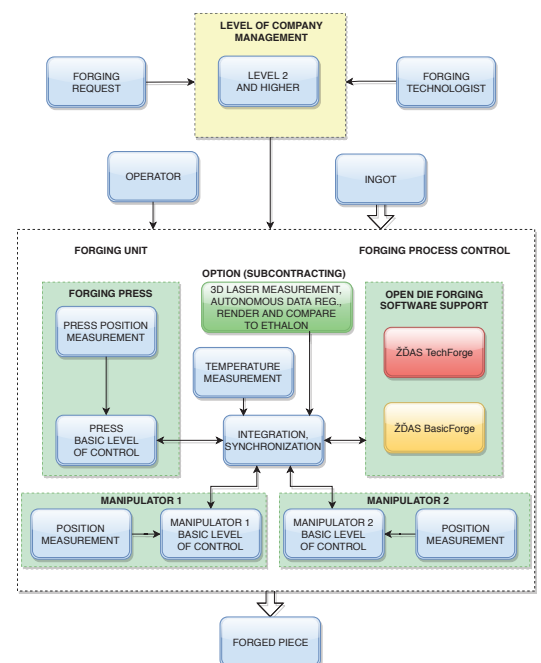 LEVEL OF COMPANY
MANAGEMENT
FORGING
REQUEST
LEVEL 2
AND HIGHER
FORGING
TECHNOLOGIST
OPERATOR
INGOT
FORGING UNIT
FORGING PROCESS CONTROL
OPTION (SUBCONTRACTING)
3D LASER MEASUREMENT,
AUTONOMOUS DATA REG.,
RENDER AND COMPARE
TO ETHALON
FORGING PRESS
PRESS POSITION
MEASUREMENT
OPEN DIE FORGING
SOFTWARE SUPPORT
ŽĎAS TechForge
TEMPERATURE
MEASUREMENT
PRESS
BASIC LEVEL
OF CONTROL
INTEGRATION,
SYNCHRONIZATION
ŽĎAS BasicForge
MANIPULATOR 1
POSITION
MEASUREMENT
MANIPULATOR 1
BASIC LEVEL
OF CONTROL
MANIPULATOR 2
MANIPULATOR 2
BASIC LEVEL
OF CONTROL
POSITION
MEASUREMENT
FORGED PIECE